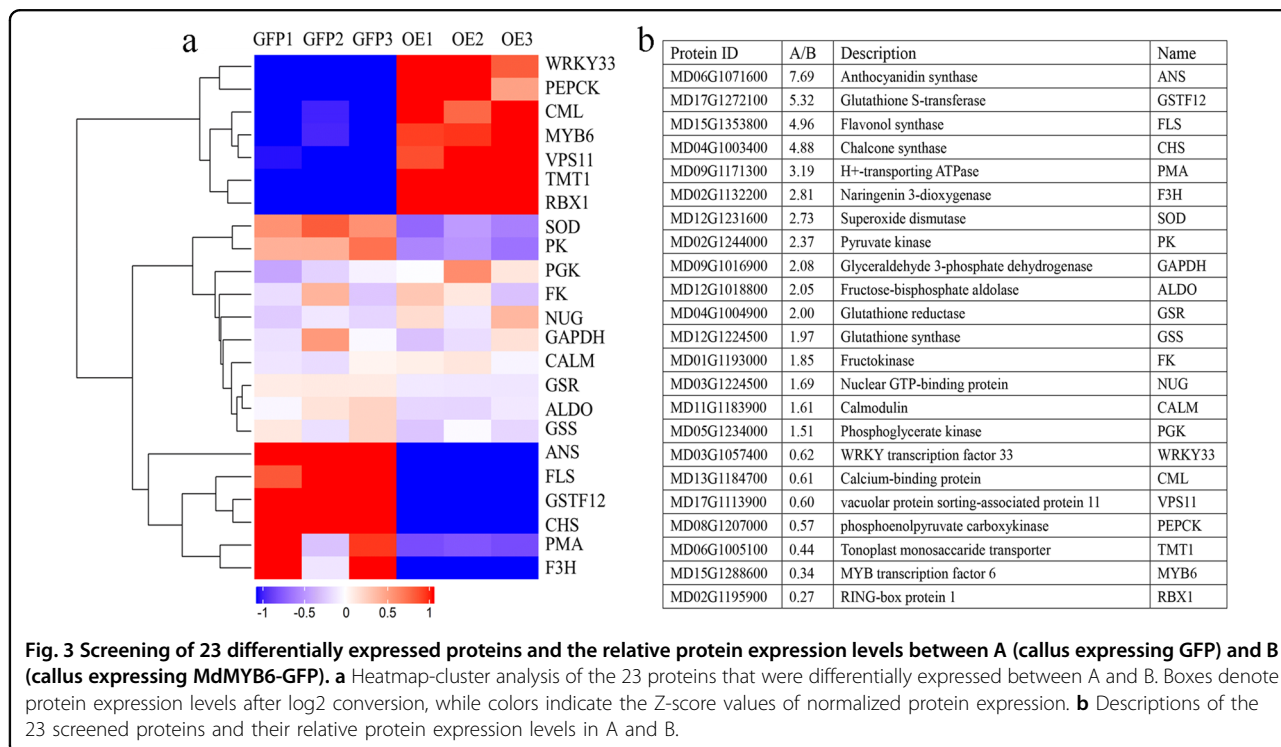 a
GFP1 GFP2 GFP3 OE1 OE2 OE3
WRKY33
PEPCK
CML
MYB6
VPS11
TMT1
RBX1
SOD
PK
PGK
FK
NUG
GAPDH
CALM
GSR
ALDO
GSS
ANS
FLS
GSTF12
CHS
PMA
F3H
-1 -0.5 0 0.5 1
b
Protein ID A/B Description Name
MD06G1071600 7.69 Anthocyanidin synthase ANS
MD17G1272100 5.32 Glutathione S-transferase GSTF12
MD15G1353800 4.96 Flavonol synthase FLS
MD04G1003400 4.88 Chalcone synthase CHS
MD09G1171300 3.19 H+-transporting ATPase PMA
MD02G1132200 2.81 Naringenin 3-dioxygenase F3H
MD12G1231600 2.73 Superoxide dismutase SOD
MD02G1244000 2.37 Pyruvate kinase PK
MD09G1016900 2.08 Glyceraldehyde 3-phosphate dehydrogenase GAPDH
MD12G1018800 2.05 Fructose-bisphosphate aldolase ALDO
MD04G1004900 2.00 Glutathione reductase GSR
MD12G1224500 1.97 Glutathione synthase GSS
MD01G1193000 1.85 Fructokinase FK
MD03G1224500 1.69 Nuclear GTP-binding protein NUG
MD11G1183900 1.61 Calmodulin CALM
MD05G1234000 1.51 Phosphoglycerate kinase PGK
MD03G1057400 0.62 WRKY transcription factor 33 WRKY33
MD13G1184700 0.61 Calcium-binding protein CML
MD17G1113900 0.60 vacuolar protein sorting-associated protein 11 VPS11
MD08G1207000 0.57 phosphoenolpyruvate carboxykinase PEPCK
MD06G1005100 0.44 Tonoplast monosaccaride transporter TMT1
MD15G1288600 0.34 MYB transcription factor 6 MYB6
MD02G1195900 0.27 RING-box protein 1 RBX1
Fig. 3 Screening of 23 differentially expressed proteins and the relative protein expression levels between A (callus expressing GFP) and B
(callus expressing MdMYB6-GFP). a Heatmap-cluster analysis of the 23 proteins that were differentially expressed between A and B. Boxes denote
protein expression levels after log2 conversion, while colors indicate the Z-score values of normalized protein expression. b Descriptions of the
23 screened proteins and their relative protein expression levels in A and B.